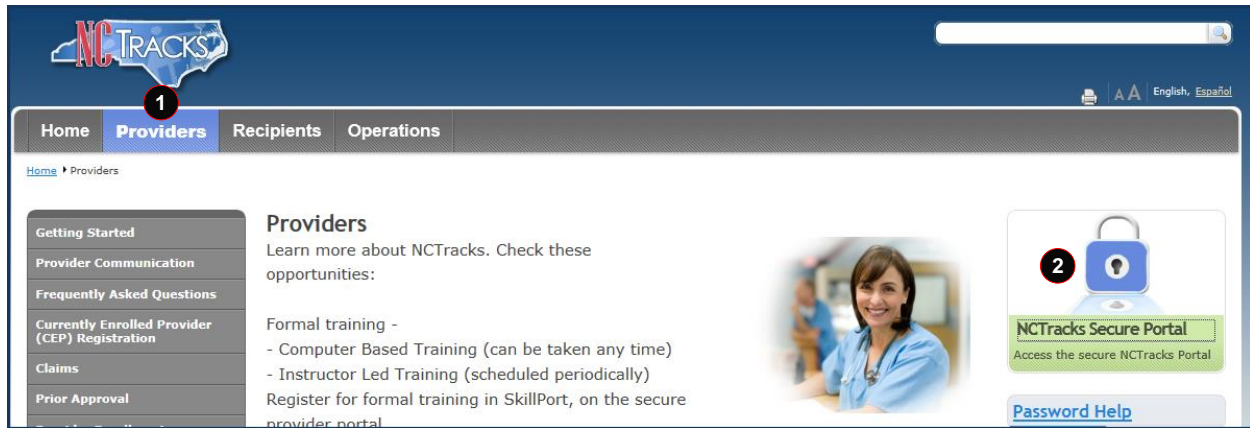 NCTRACKS
A A English, Español
1
Home Providers Recipients Operations
Home Providers
Getting Started
Provider Communication
Frequently Asked Questions
Currently Enrolled Provider
(CEP) Registration
Claims
Prior Approval
Providers
Learn more about NCTracks. Check these
opportunities:
Formal training -
- Computer Based Training (can be taken any time)
- Instructor Led Training (scheduled periodically)
Register for formal training in SkillPort, on the secure
provider portal
2
NCTracks Secure Portal
Access the secure NCTracks Portal
Password Help